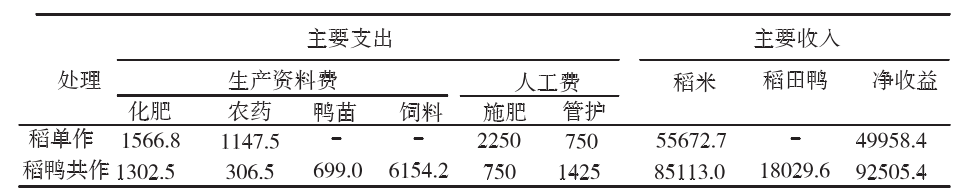 主要支出 主要收入
处理 生产资料费 人工费 稻米 稻田鸭 净收益
化肥 农药 鸭苗 饲料 施肥 管护
稻单作 1566.8 1147.5 – – 2250 750 55672.7 – 49958.4
稻鸭共作 1302.5 306.5 699.0 6154.2 750 1425 85113.0 18029.6 92505.4